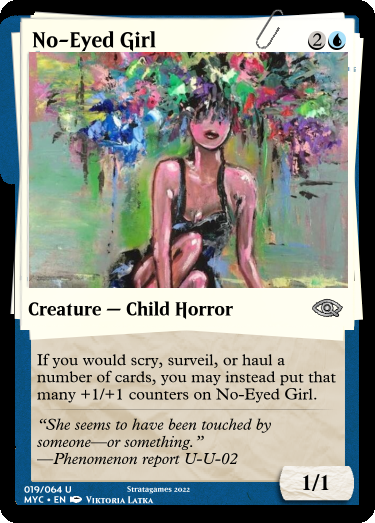 No-Eyed Girl
2
Creature — Child Horror
If you would scry, surveil, or haul a
number of cards, you may instead put that
many +1/+1 counters on No-Eyed Girl.
“She seems to have been touched by
someone—or something.”
—Phenomenon report U-U-02
1/1
019/064 U
Stratagames 2022
MYC • EN Viktoria Latka